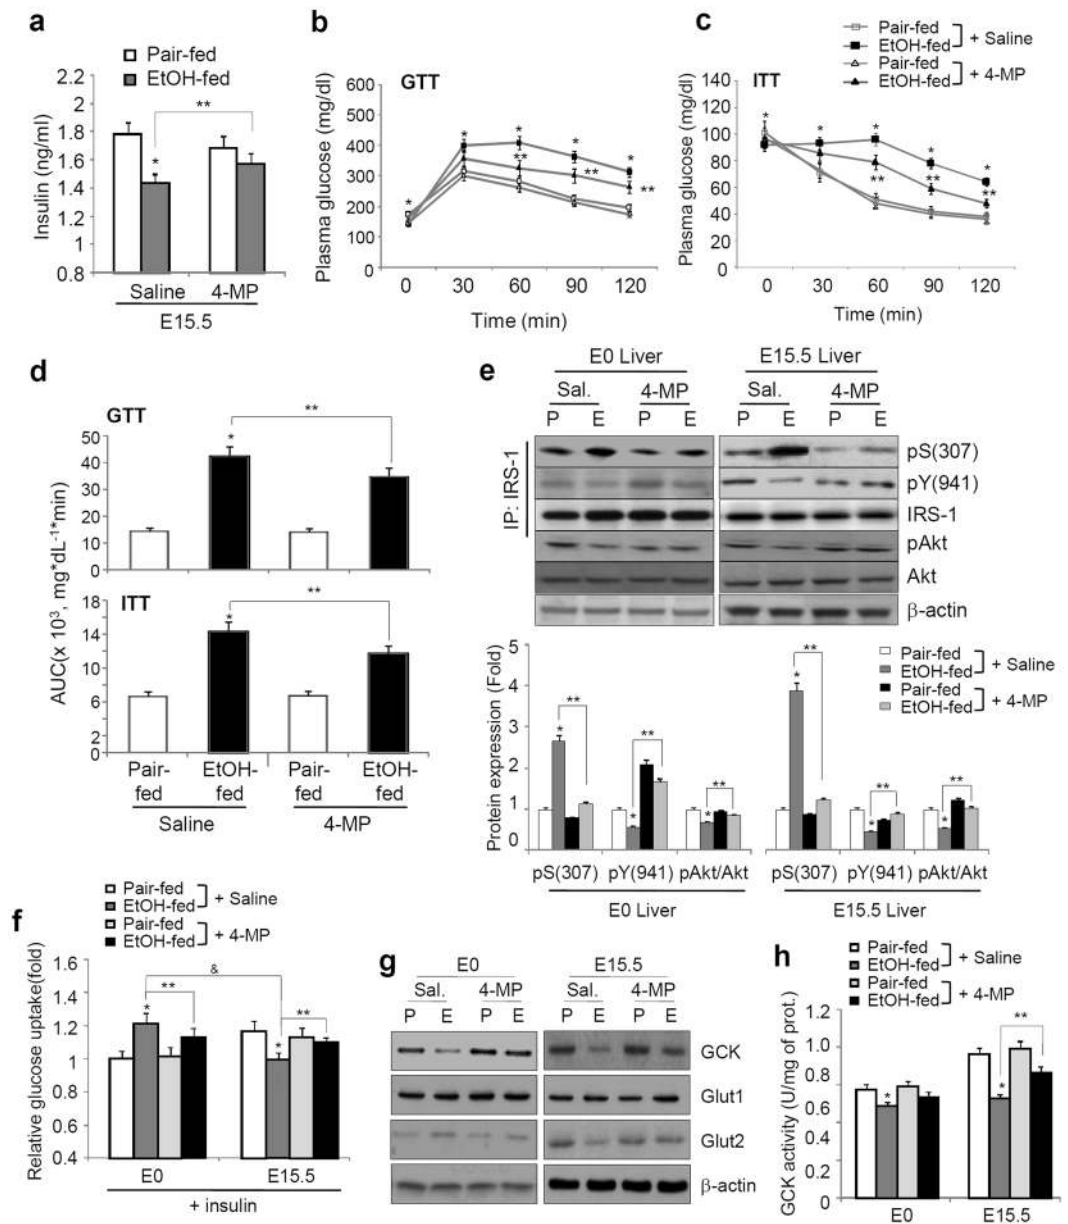 a
Pair-fed
EtOH-fed
Insulin (ng/ml)
2.2
2
1.8
1.6
1.4
1.2
1
0.8
**
*
Saline 4-MP
E15.5
b
GTT
Plasma glucose (mg/dl)
600
500
400
300
200
100
0
* * * * *
** ** **
0 30 60 90 120
Time (min)
c
Pair-fed
EtOH-fed
+ Saline
Pair-fed
EtOH-fed
+ 4-MP
ITT
Plasma glucose (mg/dl)
140
120
100
80
60
40
20
0
* * * * *
** ** **
0 30 60 90 120
Time (min)
d
GTT
AUC(x 10³, mg*dL⁻¹*min)
50
40
30
20
10
0
**
*
ITT
18
14
10
6
2
0
**
*
Pair-fed EtOH-fed Pair-fed EtOH-fed
Saline 4-MP
e
E0 Liver E15.5 Liver
Sal. 4-MP Sal. 4-MP
P E P E P E P E
IP: IRS-1
pS(307)
pY(941)
IRS-1
pAkt
Akt
β-actin
Protein expression (Fold)
5
4
3
2
1
0
Pair-fed
EtOH-fed
+ Saline
Pair-fed
EtOH-fed
+ 4-MP
** ** ** ** ** **
* * * * * *
pS(307) pY(941) pAkt/Akt pS(307) pY(941) pAkt/Akt
E0 Liver E15.5 Liver
f
Pair-fed
EtOH-fed
+ Saline
Pair-fed
EtOH-fed
+ 4-MP
Relative glucose uptake(fold)
1.6
1.4
1.2
1
0.8
0.6
0.4
&
** **
* *
E0 E15.5
+ insulin
g
E0 E15.5
Sal. 4-MP Sal. 4-MP
P E P E P E P E
GCK
Glut1
Glut2
β-actin
h
Pair-fed
EtOH-fed
+ Saline
Pair-fed
EtOH-fed
+ 4-MP
GCK activity (U/mg of prot.)
1.2
1.0
0.8
0.6
0.4
0.2
0
**
* *
E0 E15.5